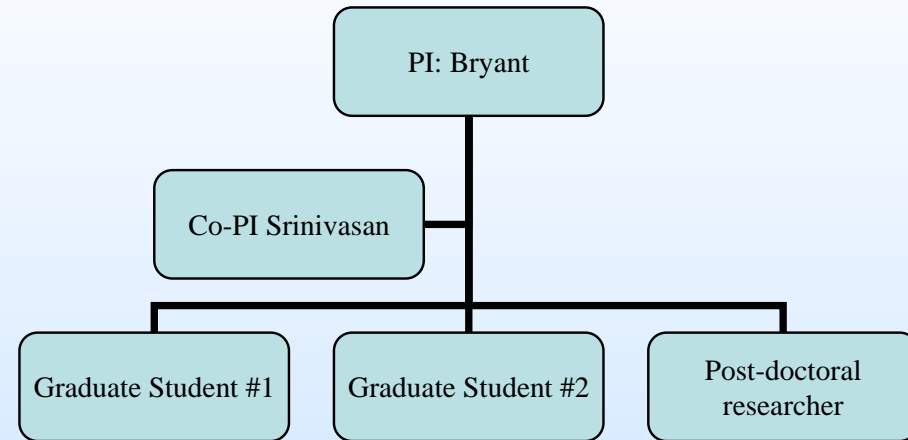 PI: Bryant
Co-PI Srinivasan
Graduate Student #1
Graduate Student #2
Post-doctoral
researcher